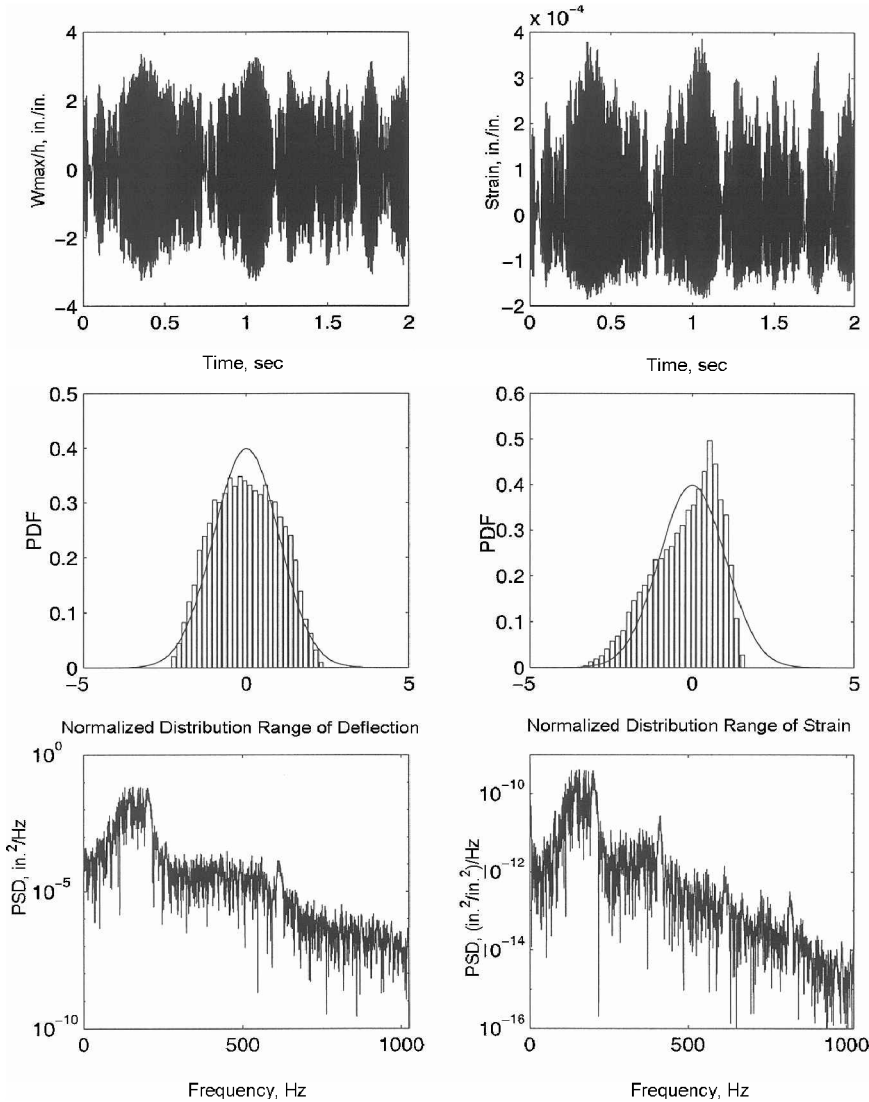 Wmax/h, in./in.
4
2
0
−2
−4
0 0.5 1 1.5 2
Time, sec
x 10⁻⁴
Strain, in./in.
4
3
2
1
0
−1
−2
0 0.5 1 1.5 2
Time, sec
PDF
0.5
0.4
0.3
0.2
0.1
0
−5 0 5
Normalized Distribution Range of Deflection
PDF
0.6
0.5
0.4
0.3
0.2
0.1
0
−5 0 5
Normalized Distribution Range of Strain
PSD, in.²/Hz
10⁰
10⁻⁵
10⁻¹⁰
0 500 1000
Frequency, Hz
PSD, (in.²/in.²)/Hz
10⁻¹⁰
10⁻¹²
10⁻¹⁴
10⁻¹⁶
0 500 1000
Frequency, Hz